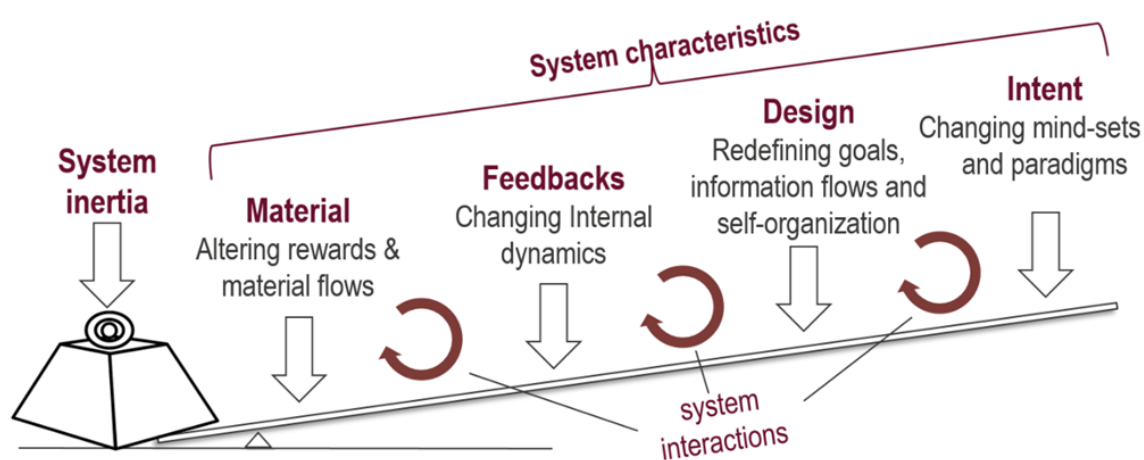 System characteristics
System
inertia
Material
Altering rewards &
material flows
Feedbacks
Changing Internal
dynamics
Design
Redefining goals,
information flows and
self-organization
Intent
Changing mind-sets
and paradigms
system
interactions